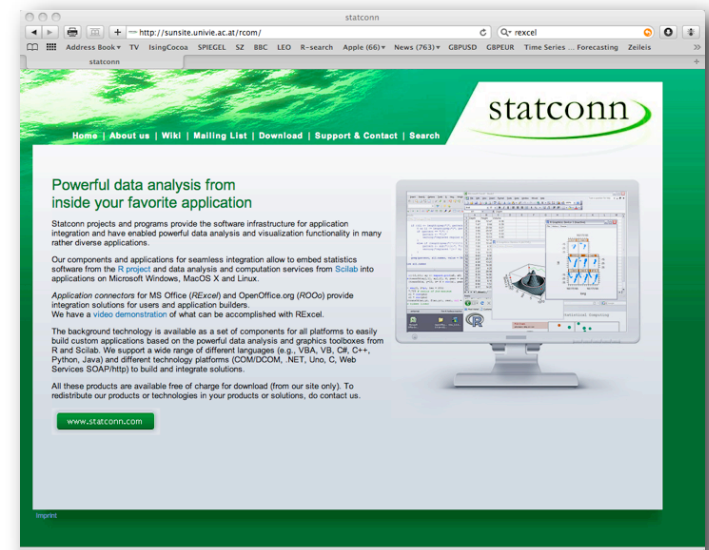 statconn
http://sunsite.univie.ac.at/rcom/
rexcel
Address Book TV IsingCocoa SPIEGEL SZ BBC LEO R-search Apple (66) News (763) GBPUSD GBPEUR Time Series ... Forecasting Zeileis
statconn
statconn
Home | About us | Wiki | Mailing List | Download | Support & Contact | Search
Powerful data analysis from
inside your favorite application
Statconn projects and programs provide the software infrastructure for application
integration and have enabled powerful data analysis and visualization functionality in many
rather diverse applications.
Our components and applications for seamless integration allow to embed statistics
software from the R project and data analysis and computation services from Scilab into
applications on Microsoft Windows, MacOS X and Linux.
Application connectors for MS Office (RExcel) and OpenOffice.org (ROOo) provide
integration solutions for users and application builders.
We have a video demonstration of what can be accomplished with RExcel.
The background technology is available as a set of components for all platforms to easily
build custom applications based on the powerful data analysis and graphics toolboxes from
R and Scilab. We support a wide range of different languages (e.g., VBA, VB, C#, C++,
Python, Java) and different technology platforms (COM/DCOM, .NET, Uno, C, Web
Services SOAP/http) to build and integrate solutions.
All these products are available free of charge for download (from our site only). To
redistribute our products or technologies in your products or solutions, do contact us.
www.statconn.com
Imprint